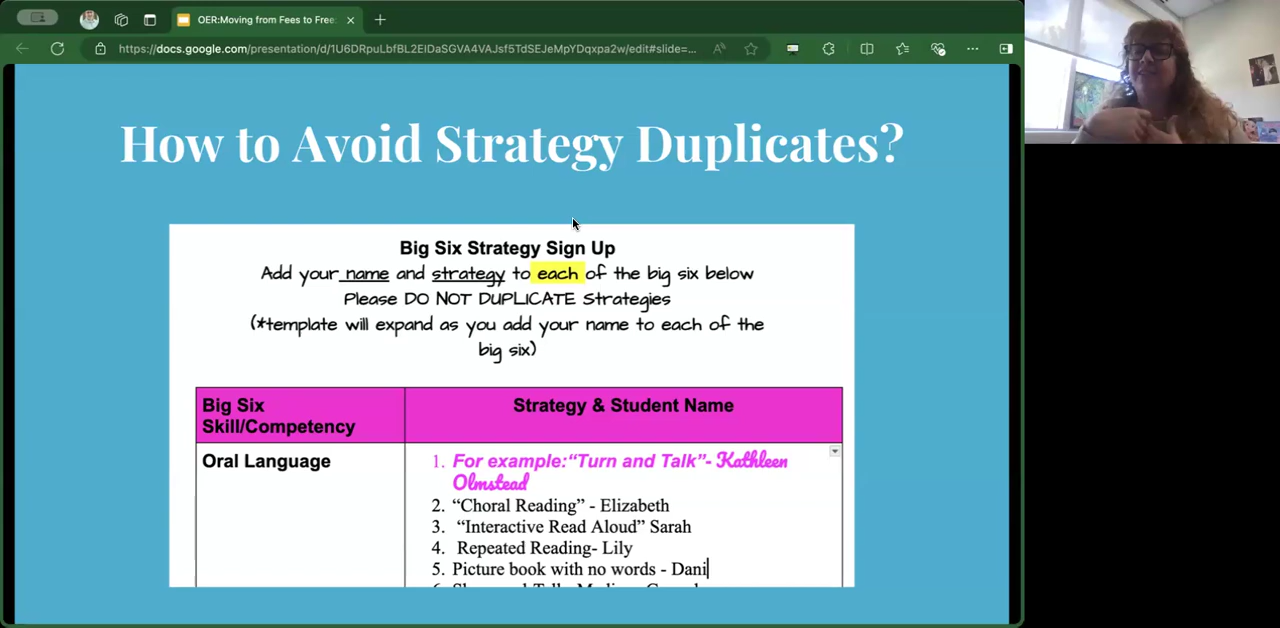 OER:Moving from Fees to Free
https://docs.google.com/presentation/d/1U6DRpuLbfBL2EIDaSGVA4VAJsf5TdSEJeMpYDqxpa2w/edit#slide=...
How to Avoid Strategy Duplicates?
Big Six Strategy Sign Up
Add your name and strategy to each of the big six below
Please DO NOT DUPLICATE Strategies
(*template will expand as you add your name to each of the
big six)
Big Six
Skill/Competency
Strategy & Student Name
Oral Language
1. For example:“Turn and Talk”- Kathleen
Olmstead
2. “Choral Reading” - Elizabeth
3. “Interactive Read Aloud” Sarah
4. Repeated Reading- Lily
5. Picture book with no words - Dani